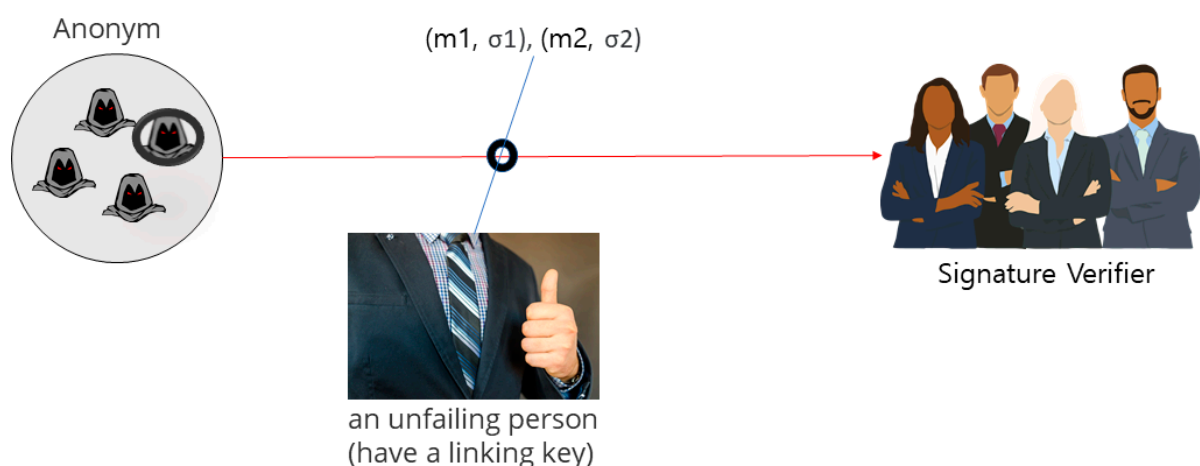 Anonym
(m1, σ1), (m2, σ2)
Signature Verifier
an unfailing person
(have a linking key)